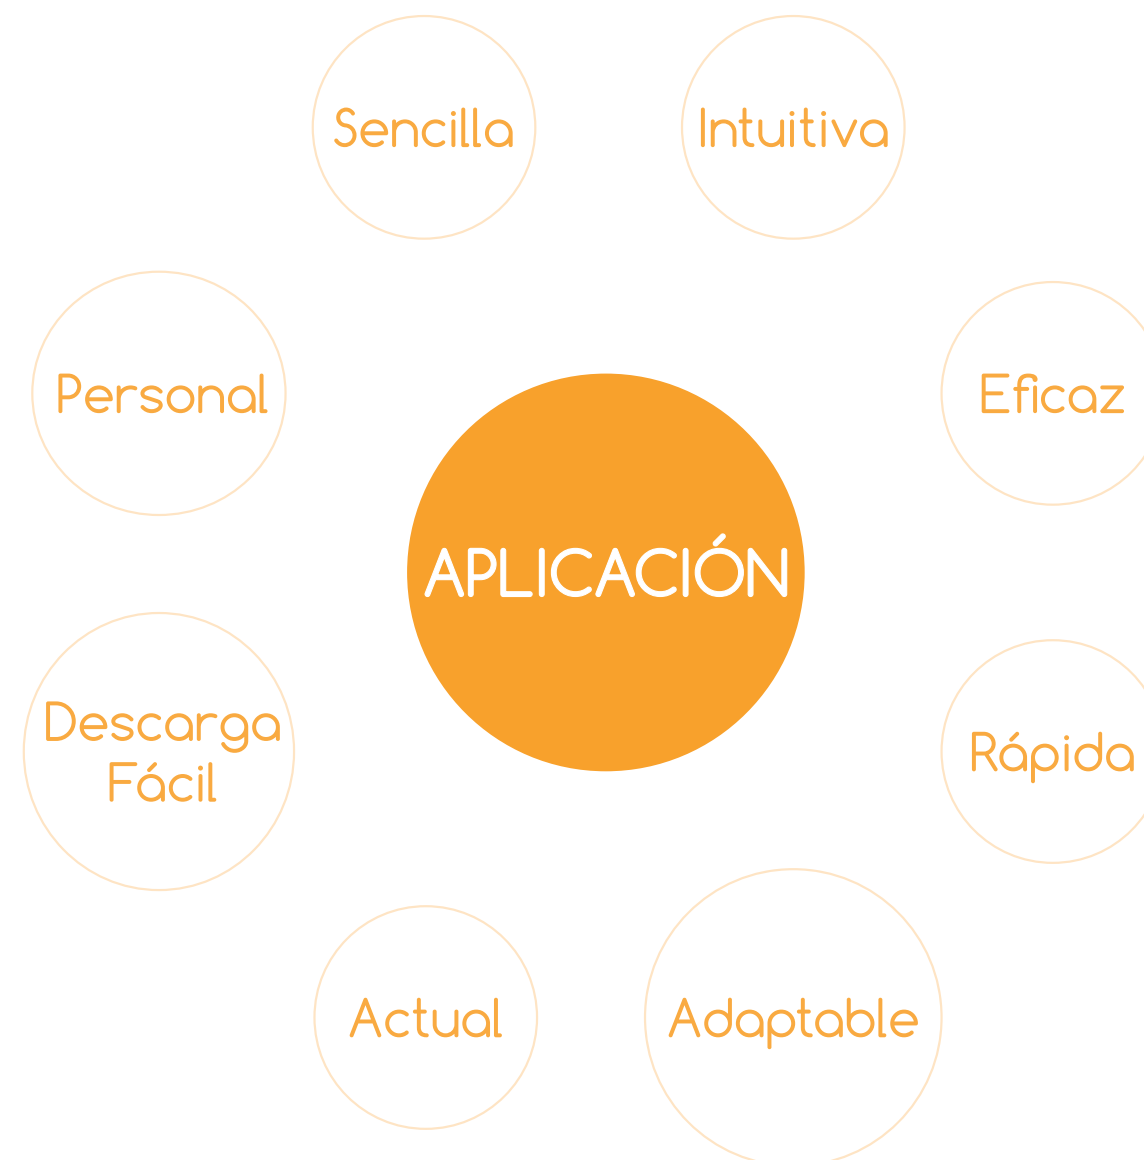 Sencilla
Intuitiva
Personal
Eficaz
APLICACIÓN
Descarga
Fácil
Rápida
Actual
Adaptable